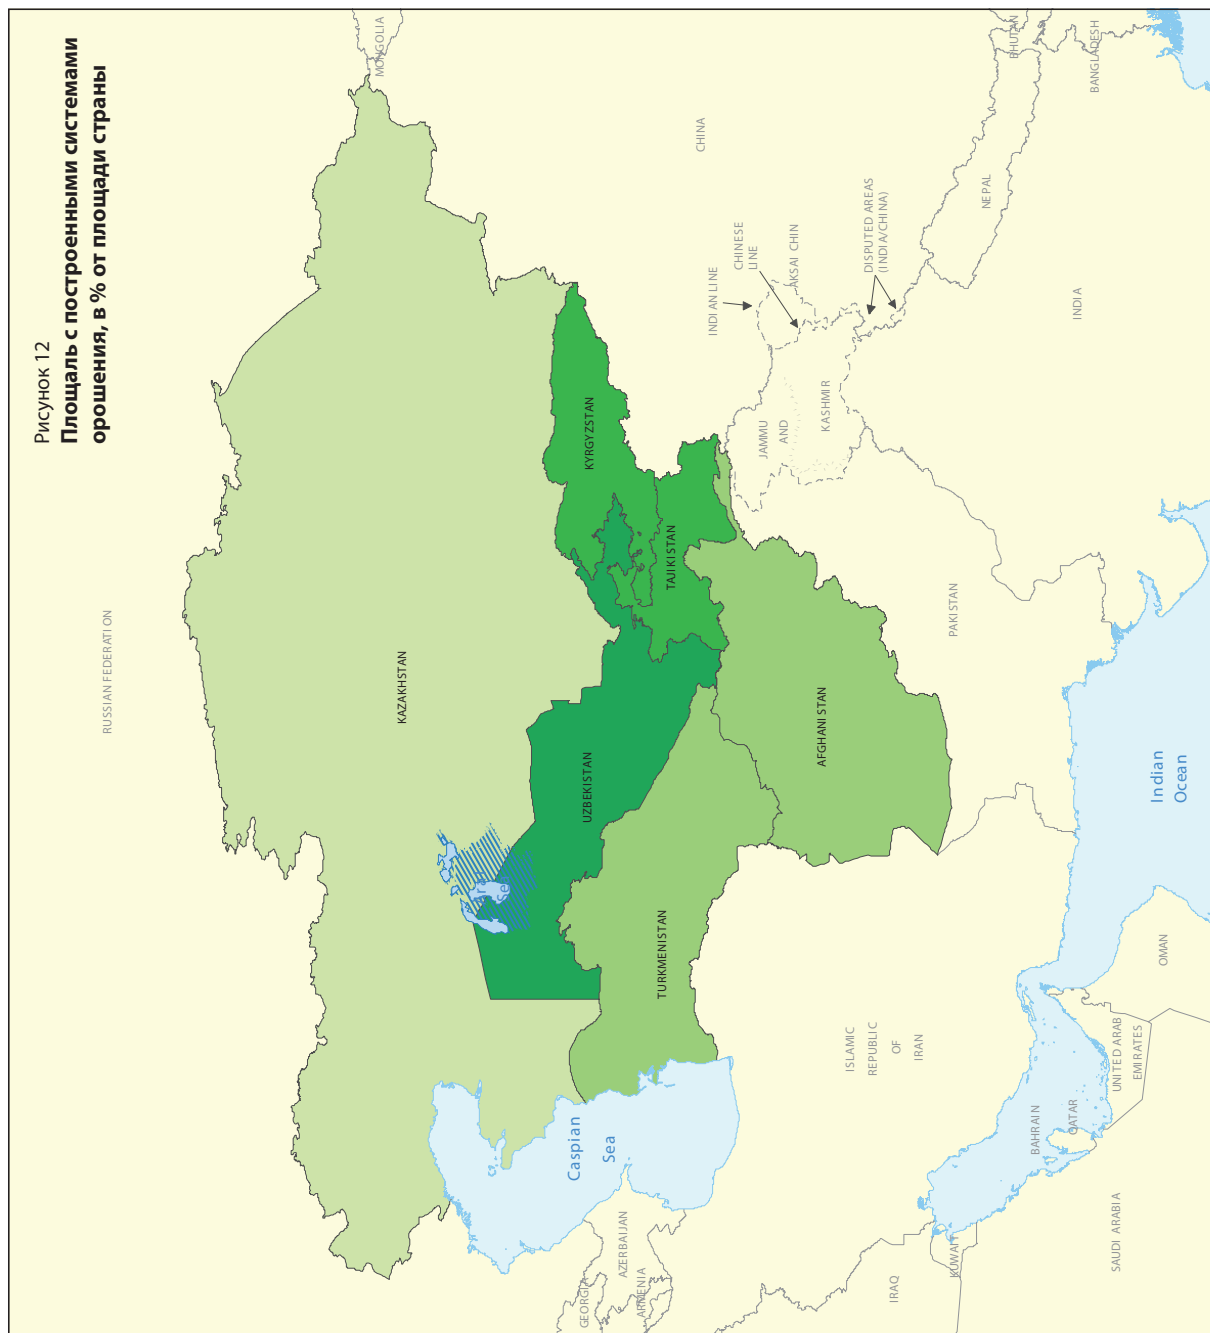 Рисунок 12
Площаль с построенными системами
орошения, в % от площади страны
RUSSIAN FEDERATION
MONGOLIA
KAZAKHSTAN
CHINA
UZBEKISTAN
KYRGYZSTAN
TAJIKISTAN
TURKMENISTAN
AFGHANISTAN
Caspian
Sea
GEORGIA
AZERBAIJAN
ARMENIA
INDIAN LINE
CHINESE
LINE
AKSAI CHIN
DISPUTED AREAS
(INDIA/CHINA)
JAMMU
AND
KASHMIR
ISLAMIC
REPUBLIC
OF
IRAN
PAKISTAN
NEPAL
BHUTAN
BANGLADESH
INDIA
IRAQ
KUWAIT
BAHRAIN
QATAR
UNITED ARAB
EMIRATES
SAUDI ARABIA
OMAN
Indian
Ocean